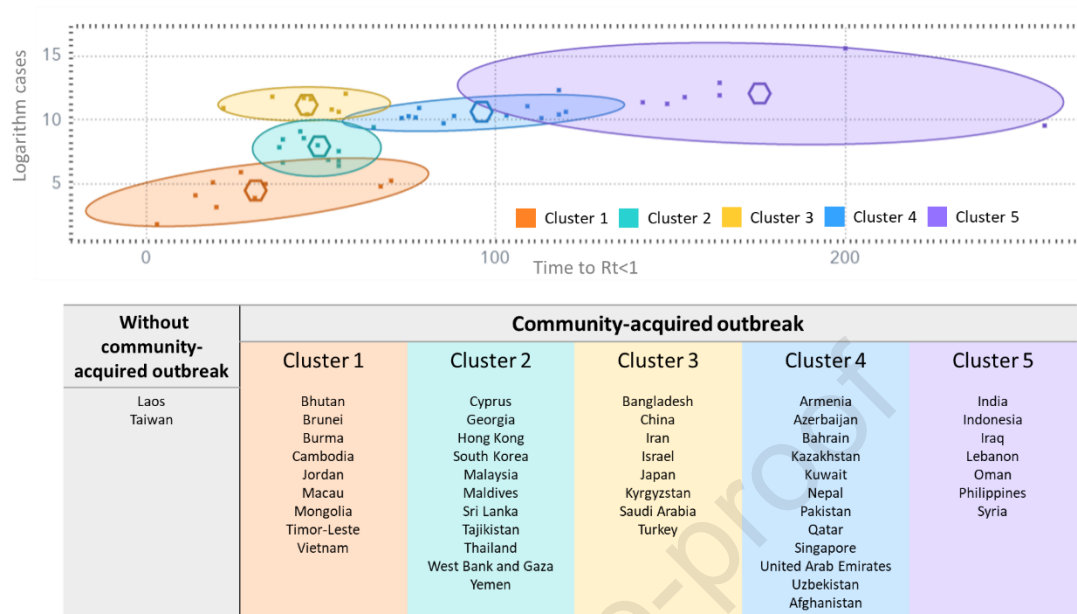 Logarithm cases
15
10
5
Cluster 1 Cluster 2 Cluster 3 Cluster 4 Cluster 5
0 100 200
Time to Rt<1
Without community-acquired outbreak
Community-acquired outbreak
Cluster 1 Cluster 2 Cluster 3 Cluster 4 Cluster 5
Laos Bhutan Cyprus Bangladesh Armenia India
Taiwan Brunei Georgia China Azerbaijan Indonesia
Burma Hong Kong Iran Bahrain Iraq
Cambodia South Korea Israel Kazakhstan Lebanon
Jordan Malaysia Japan Kuwait Oman
Macau Maldives Kyrgyzstan Nepal Philippines
Mongolia Sri Lanka Saudi Arabia Pakistan Syria
Timor-Leste Tajikistan Turkey Qatar
Vietnam Thailand Singapore
West Bank and Gaza United Arab Emirates
Yemen Uzbekistan
Afghanistan
e-proof